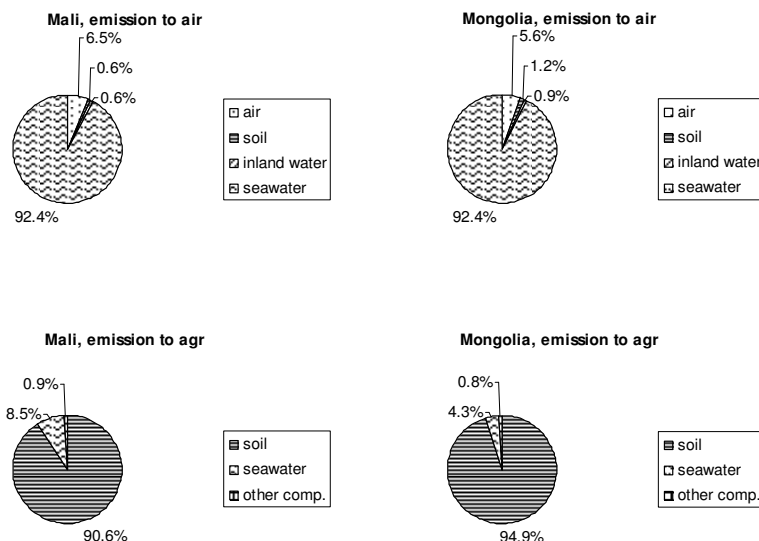 Mali, emission to air
6.5%
0.6%
0.6%
92.4%
air
soil
inland water
seawater
Mongolia, emission to air
5.6%
1.2%
0.9%
92.4%
air
soil
inland water
seawater
Mali, emission to agr
0.9%
8.5%
90.6%
soil
seawater
other comp.
Mongolia, emission to agr
0.8%
4.3%
94.9%
soil
seawater
other comp.